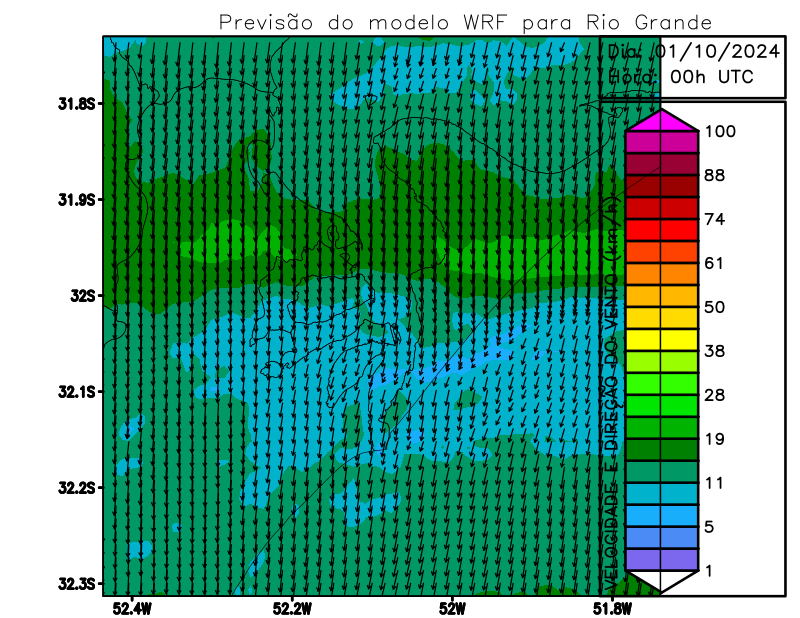 Previsão do modelo WRF para Rio Grande
Dia: 01/10/2024
Hora: 00h UTC
31.8S
31.9S
32S
32.1S
32.2S
32.3S
52.4W
52.2W
52W
51.8W
100
88
74
61
50
38
28
19
11
5
1
VELOCIDADE E DIREÇÃO DO VENTO (km/h)